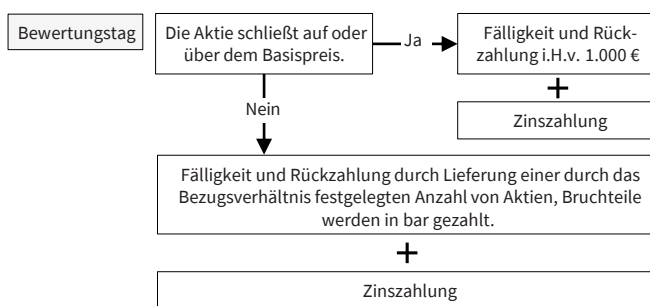 Bewertungstag
Die Aktie schließt auf oder
über dem Basispreis.
Ja
Fälligkeit und Rück-
zahlung i.H.v. 1.000 €
+
Zinszahlung
Nein
Fälligkeit und Rückzahlung durch Lieferung einer durch das
Bezugsverhältnis festgelegten Anzahl von Aktien, Bruchteile
werden in bar gezahlt.
+
Zinszahlung